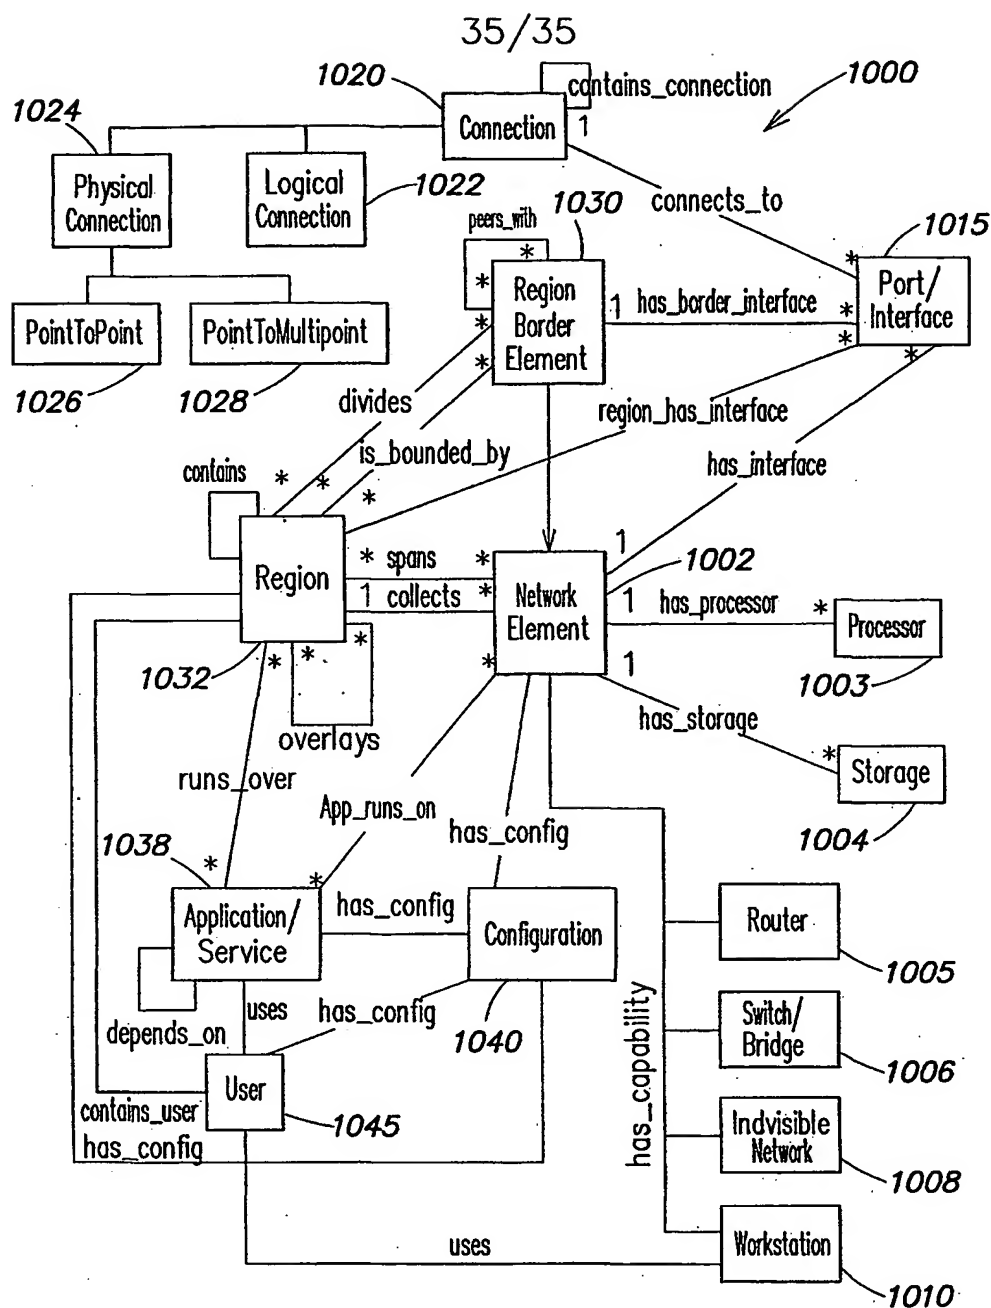 35/35
1020
contains_connection
1000
1024
Connection
1
Physical
Connection
Logical
Connection
1022
connects_to
1030
peers_with
*
*
1015
*
Region
Border
Element
1
has_border_interface
*
*
*
Port/
Interface
PointToPoint
PointToMultipoint
*
*
1026
1028
divides
is_bounded_by
region_has_interface
has_interface
contains
*
*
*
1
Region
* spans *
1 collects *
Network
Element
1002
1
has_processor
*
Processor
1003
1032
*
*
*
*
1
overlays
has_storage
*
Storage
1004
runs_over
App_runs_on
has_config
1038
*
*
Application/
Service
has_config
Configuration
Router
1005
depends_on
uses
has_config
1040
has_capability
Switch/
Bridge
1006
User
contains_user
has_config
1045
Indvisible
Network
1008
uses
Workstation
1010